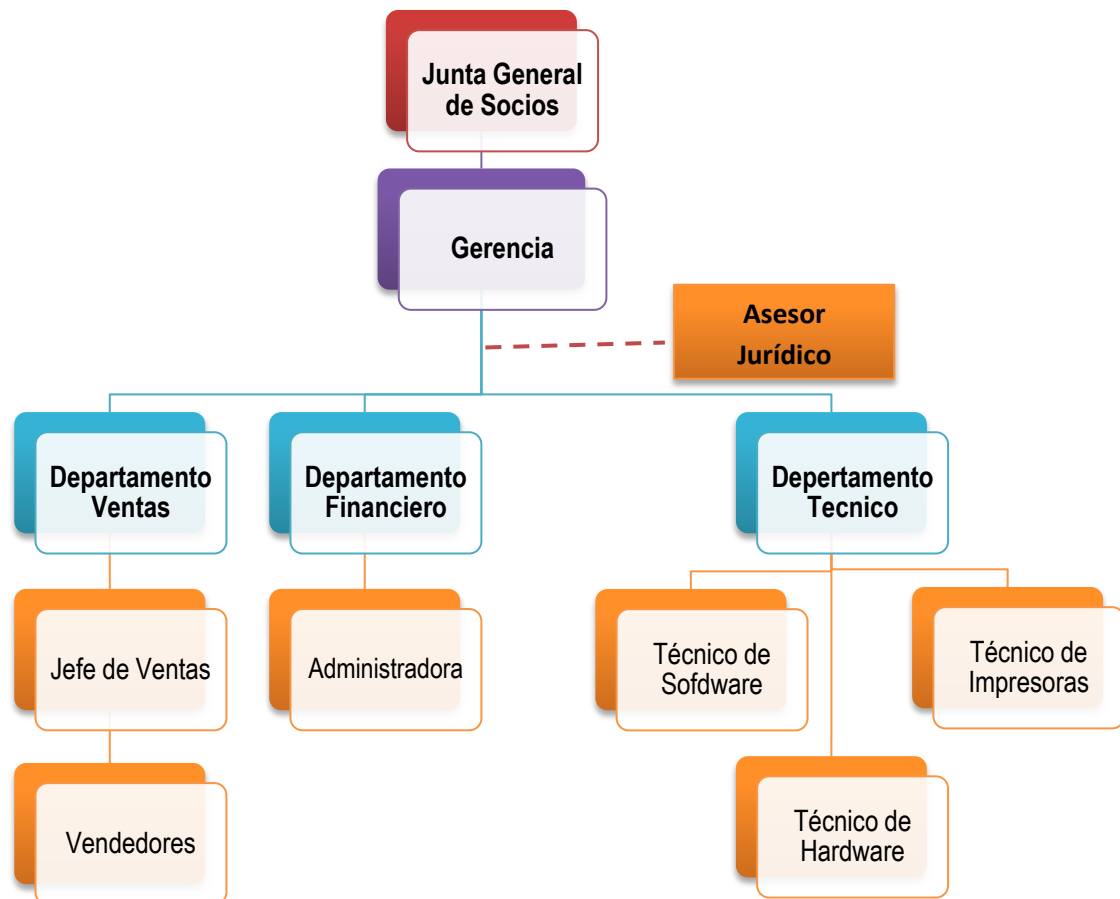 Junta General
de Socios
Gerencia
Asesor
Jurídico
Departamento
Ventas
Departamento
Financiero
Depertamento
Tecnico
Jefe de Ventas
Administradora
Técnico de
Sofdware
Técnico de
Impresoras
Vendedores
Técnico de
Hardware